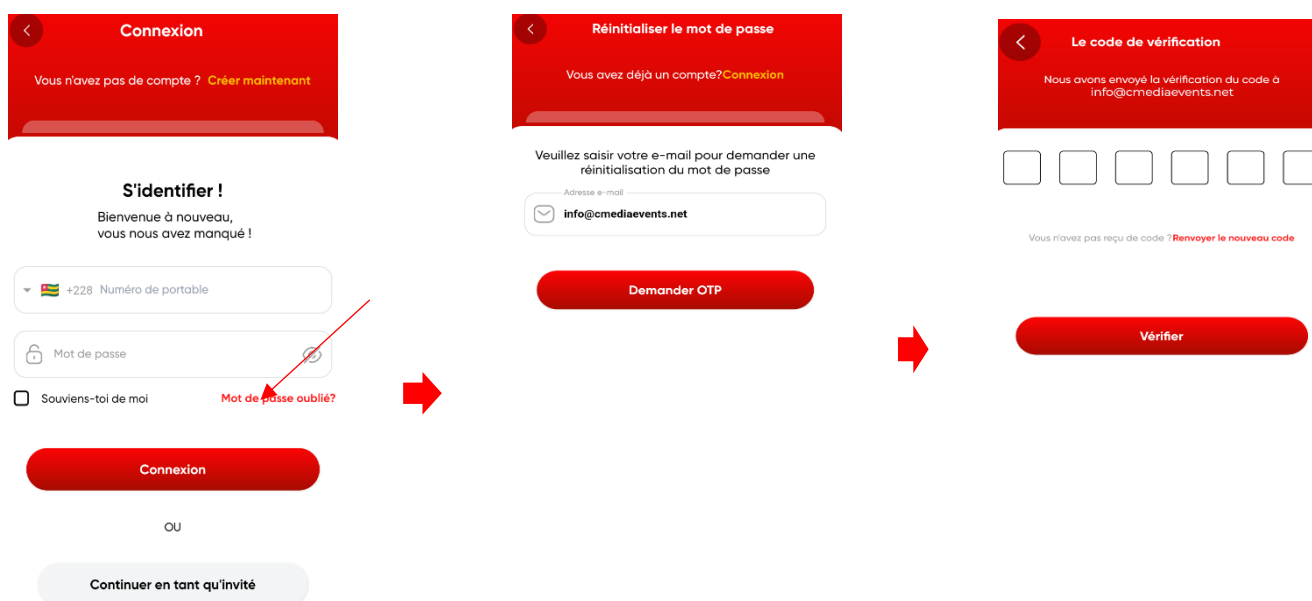 Connexion
Vous n'avez pas de compte ? Créer maintenant
S'identifier !
Bienvenue à nouveau,
vous nous avez manqué !
+228 Numéro de portable
Mot de passe
Souviens-toi de moi Mot de passe oublié?
Connexion
OU
Continuer en tant qu'invité
Réinitialiser le mot de passe
Vous avez déjà un compte?Connexion
Veuillez saisir votre e-mail pour demander une
réinitialisation du mot de passe
Adresse e-mail
info@cmediaevents.net
Demander OTP
Le code de vérification
Nous avons envoyé la vérification du code à
info@cmediaevents.net
Vous n'avez pas reçu de code ?Renvoyer le nouveau code
Vérifier